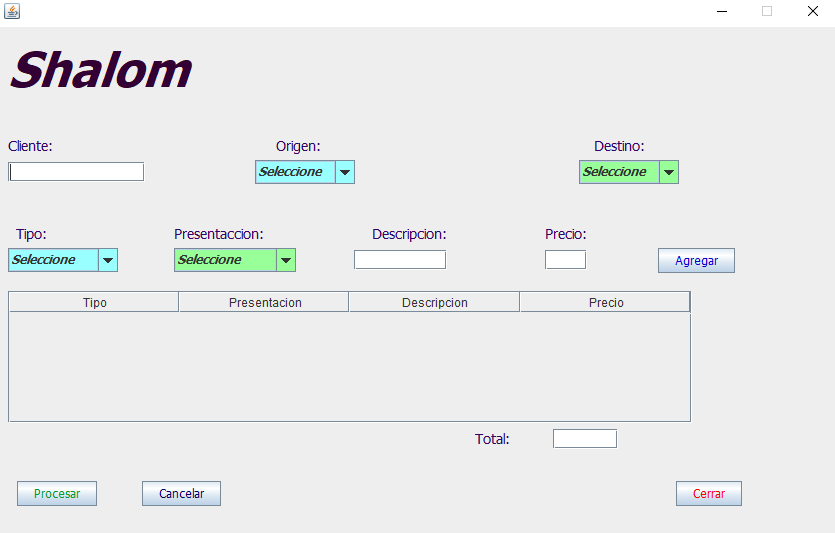 Shalom
Cliente: Origen: Destino:
Seleccione Seleccione
Tipo: Presentaccion: Descripcion: Precio:
Seleccione Seleccione Agregar
Tipo Presentacion Descripcion Precio
Total:
Procesar Cancelar Cerrar